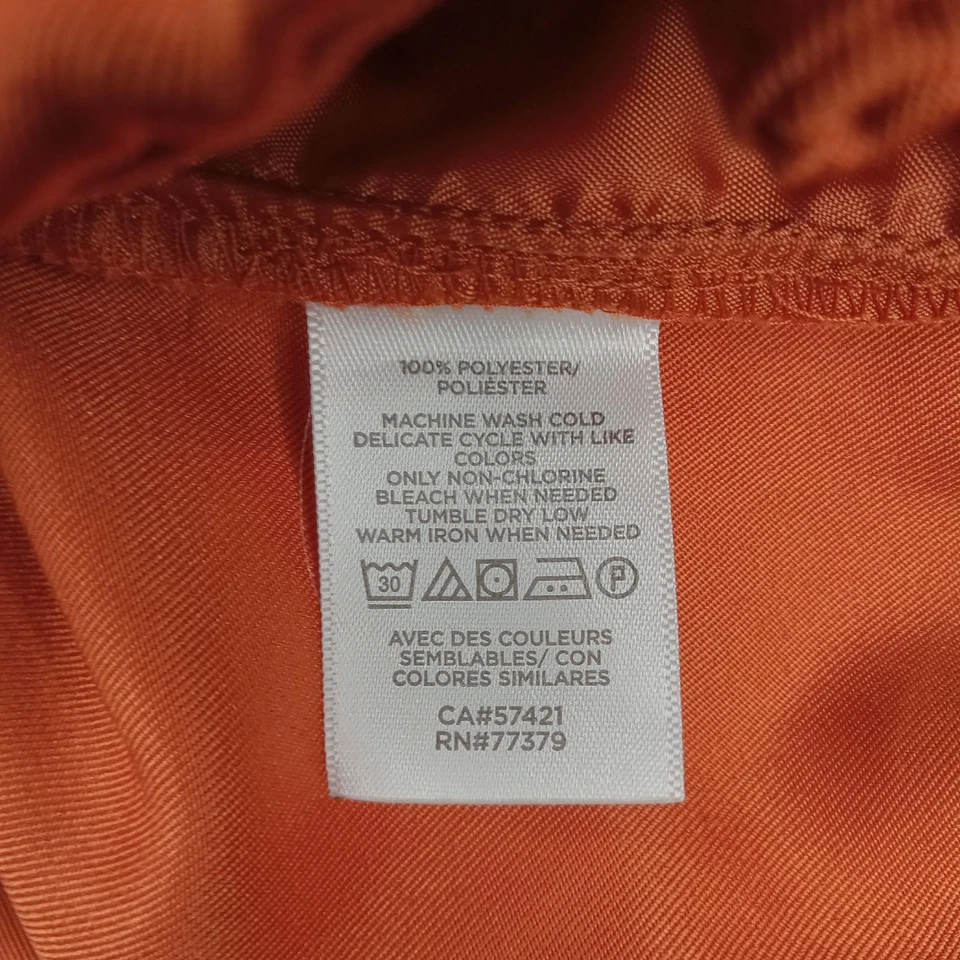 100% POLYESTER/
POLIÉSTER
MACHINE WASH COLD
DELICATE CYCLE WITH LIKE
COLORS
ONLY NON-CHLORINE
BLEACH WHEN NEEDED
TUMBLE DRY LOW
WARM IRON WHEN NEEDED
30 P
AVEC DES COULEURS
SEMBLABLES/ CON
COLORES SIMILARES
CA#57421
RN#77379